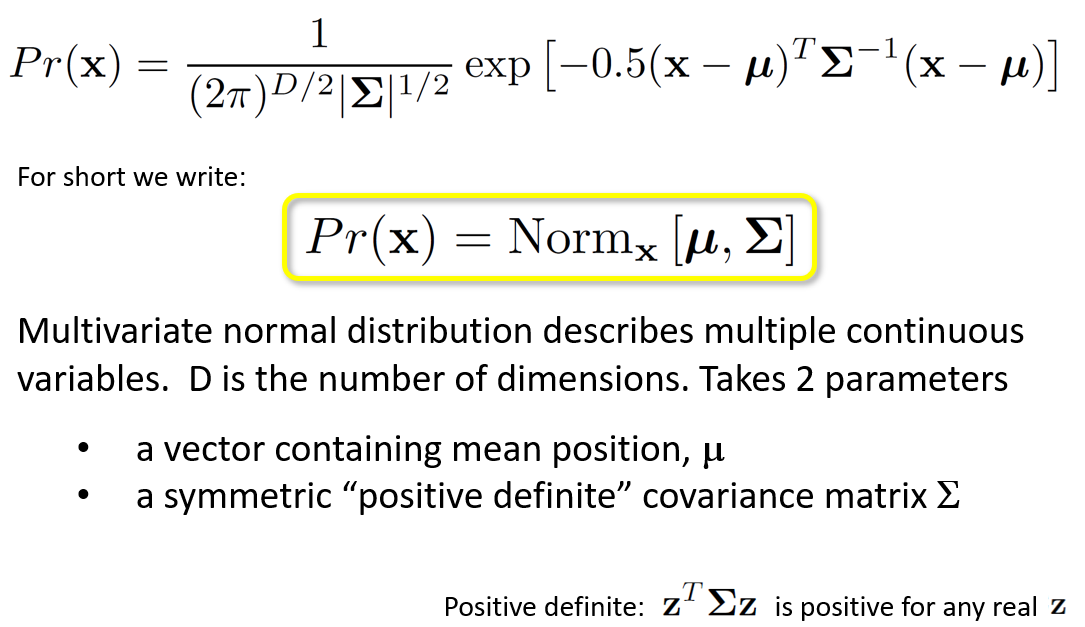 Pr(𝐱) = 1 / ((2π)^{D/2}|𝚺|^{1/2}) exp [−0.5(𝐱 − 𝝁)^T 𝚺^{−1}(𝐱 − 𝝁)]
For short we write:
Pr(𝐱) = Norm_𝐱 [𝝁, 𝚺]
Multivariate normal distribution describes multiple continuous
variables. D is the number of dimensions. Takes 2 parameters
• a vector containing mean position, μ
• a symmetric “positive definite” covariance matrix Σ
Positive definite: 𝐳^T 𝚺𝐳 is positive for any real 𝐳